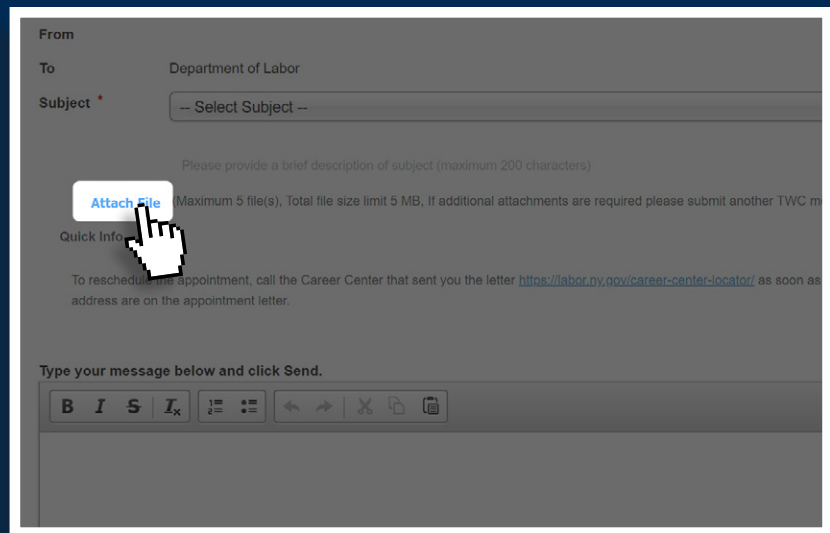 From
To Department of Labor
Subject * -- Select Subject --
Please provide a brief description of subject (maximum 200 characters)
Attach File (Maximum 5 file(s), Total file size limit 5 MB, If additional attachments are required please submit another TWC
Quick Info
To reschedule the appointment, call the Career Center that sent you the letter https://labor.ny.gov/career-center-locator/ as soon as
address are on the appointment letter.
Type your message below and click Send.
B I S Ix